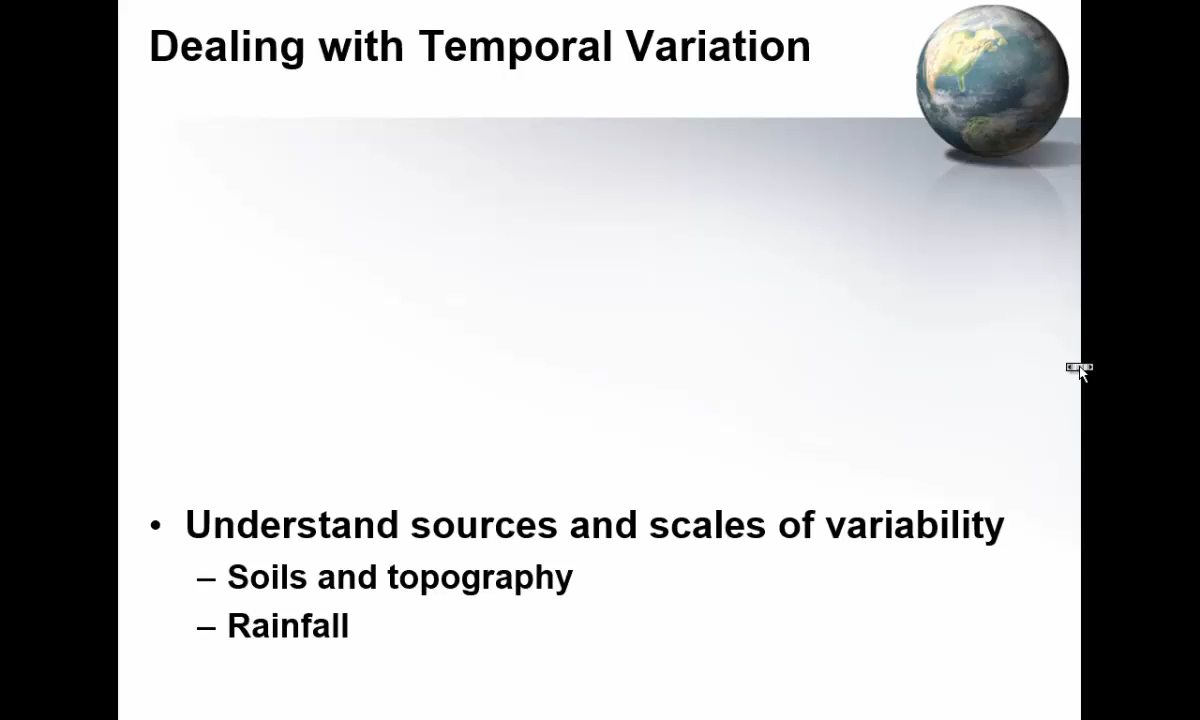 Dealing with Temporal Variation
• Understand sources and scales of variability
– Soils and topography
– Rainfall